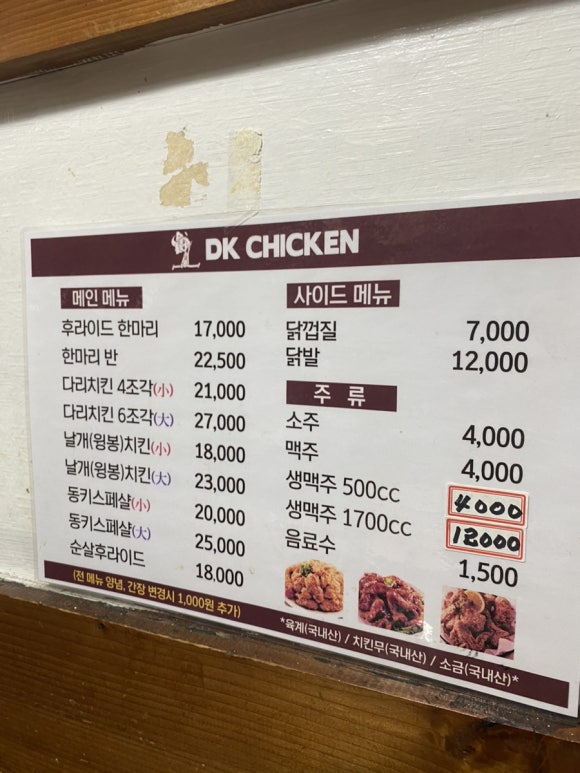 DK CHICKEN
메인 메뉴
후라이드 한마리 17,000
한마리 반 22,500
다리치킨 4조각(小) 21,000
다리치킨 6조각(大) 27,000
날개(윙봉)치킨(小) 18,000
날개(윙봉)치킨(大) 23,000
동키스페샬(小) 20,000
동키스페샬(大) 25,000
순살후라이드 18.000
(전 메뉴 양념, 간장 변경시 1,000원 추가)
사이드 메뉴
닭껍질 7,000
닭발 12,000
주 류
소주 4,000
맥주 4,000
생맥주 500cc 4000
생맥주 1700cc 12000
음료수 1,500
*육계(국내산) / 치킨무(국내산) / 소금(국내산)*